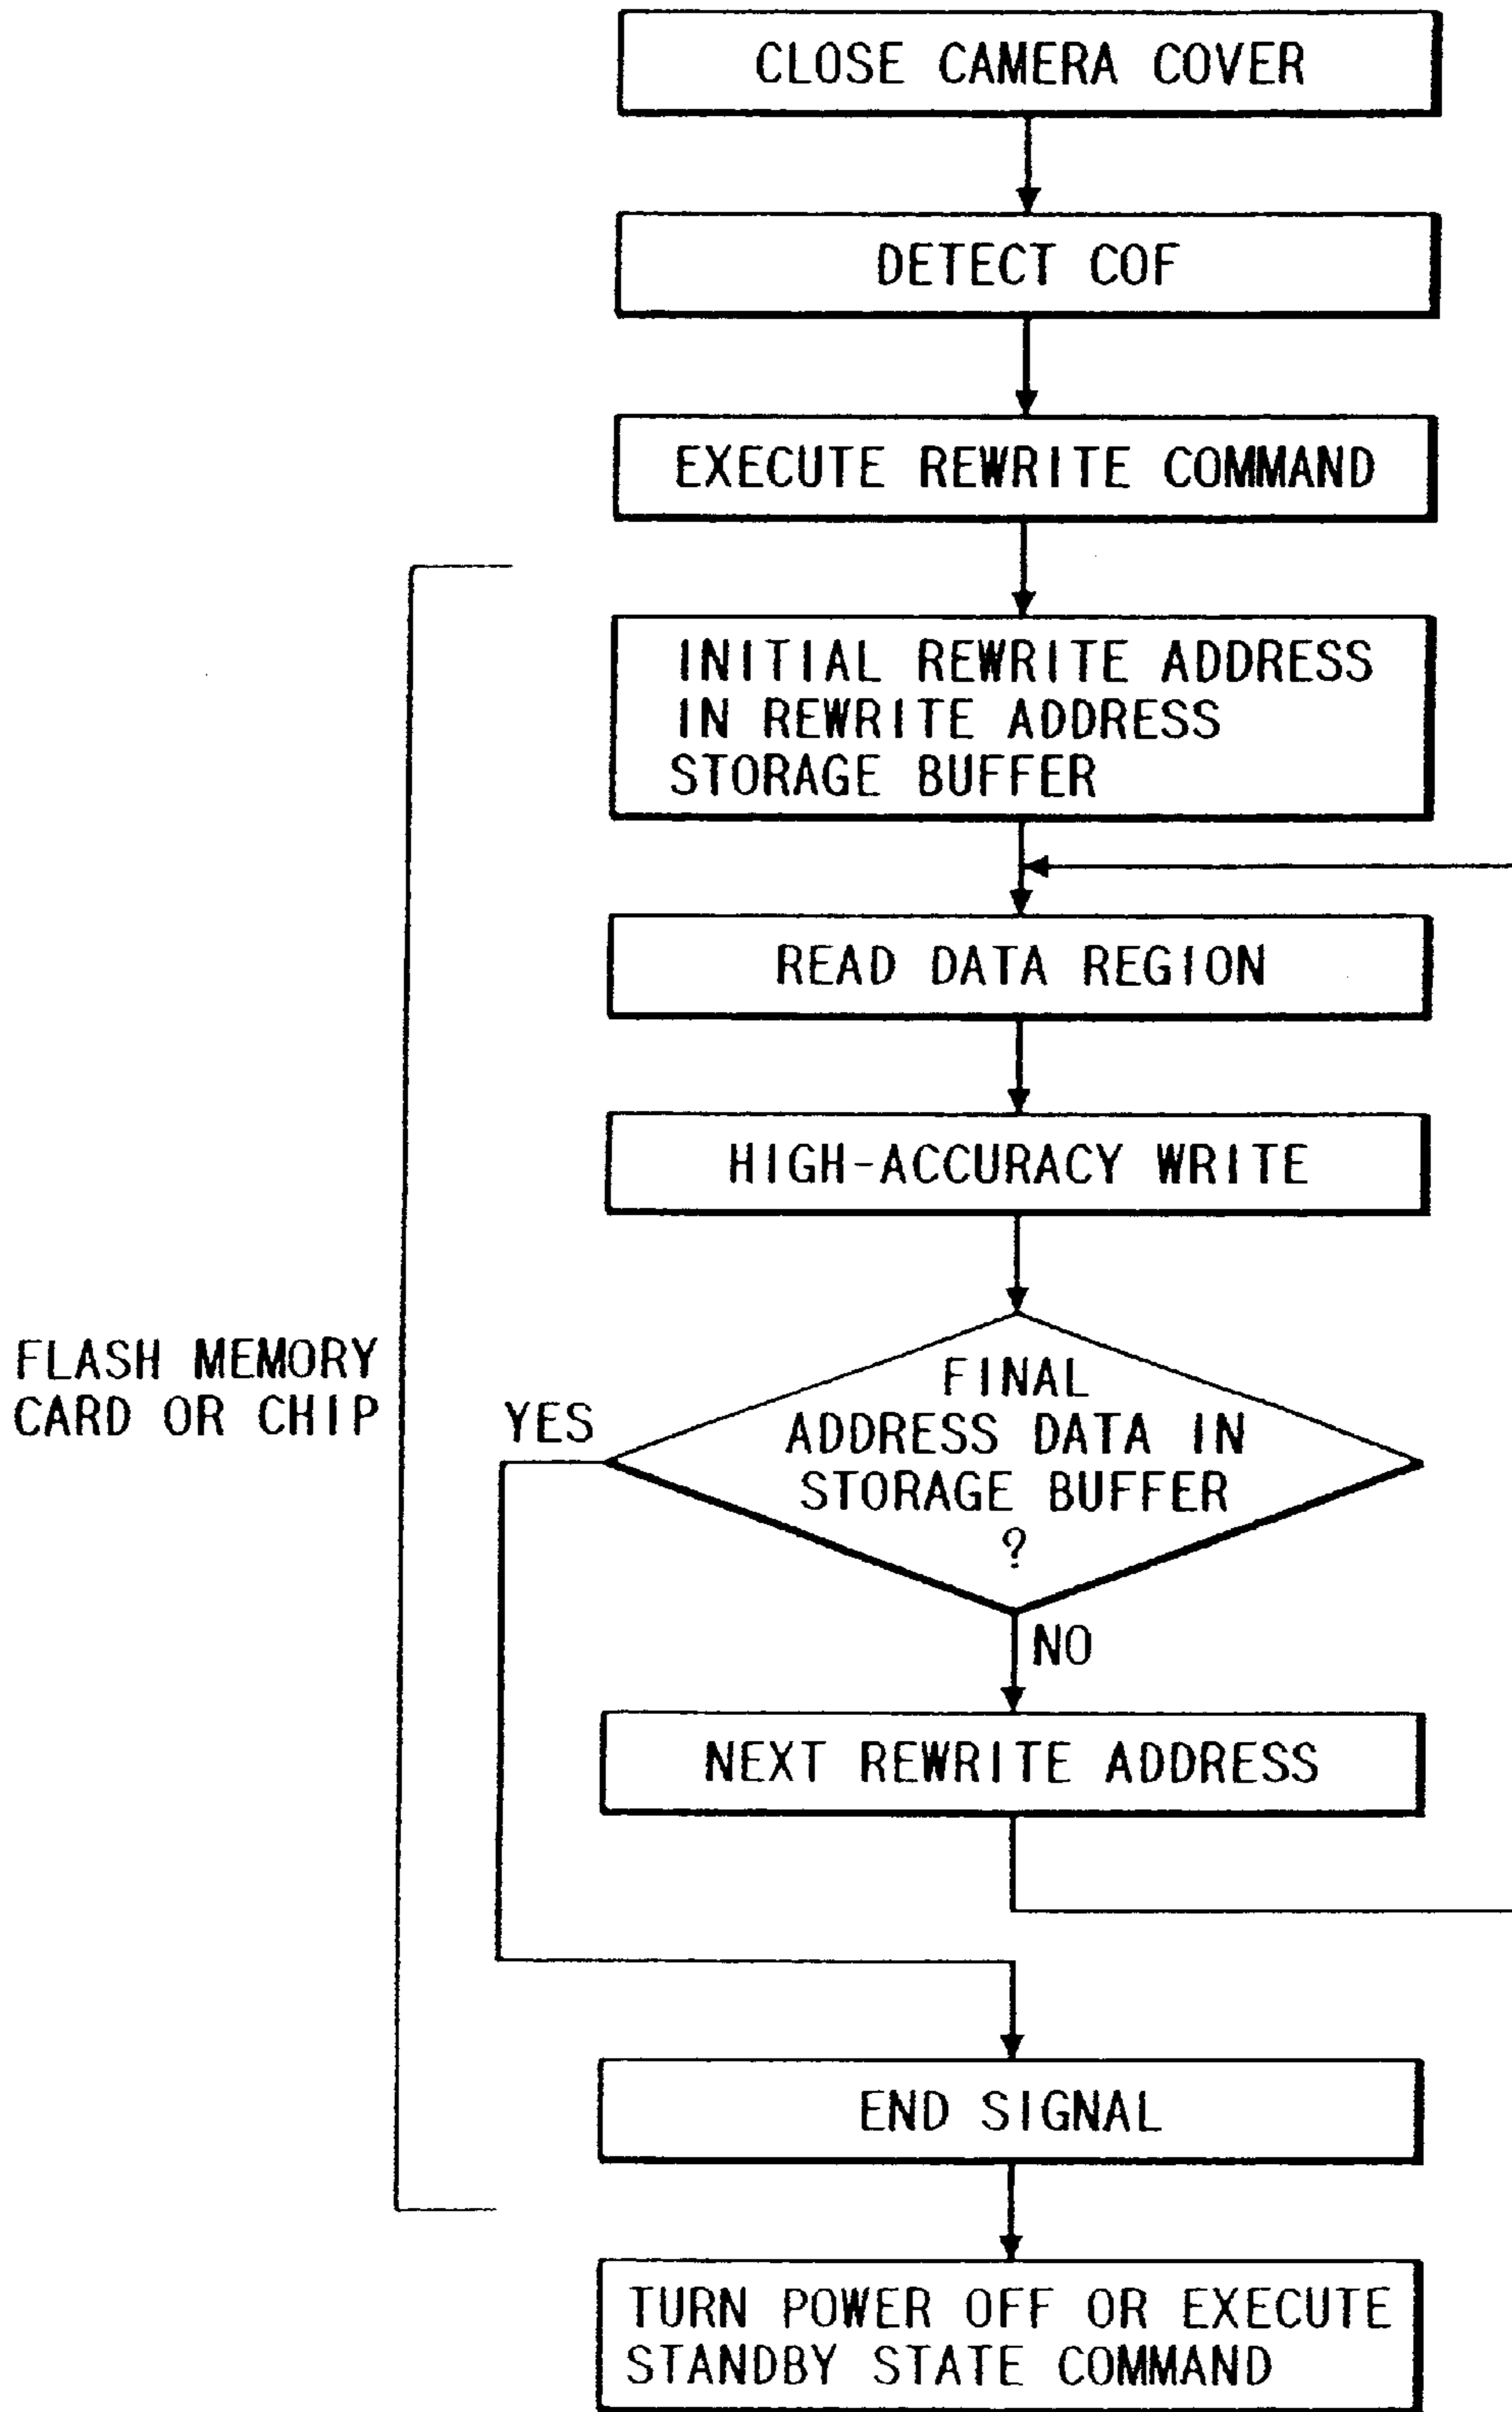 CLOSE CAMERA COVER
DETECT COF
EXECUTE REWRITE COMMAND
INITIAL REWRITE ADDRESS
IN REWRITE ADDRESS
STORAGE BUFFER
READ DATA REGION
HIGH-ACCURACY WRITE
FLASH MEMORY
CARD OR CHIP
YES
FINAL
ADDRESS DATA IN
STORAGE BUFFER
?
NO
NEXT REWRITE ADDRESS
END SIGNAL
TURN POWER OFF OR EXECUTE
STANDBY STATE COMMAND